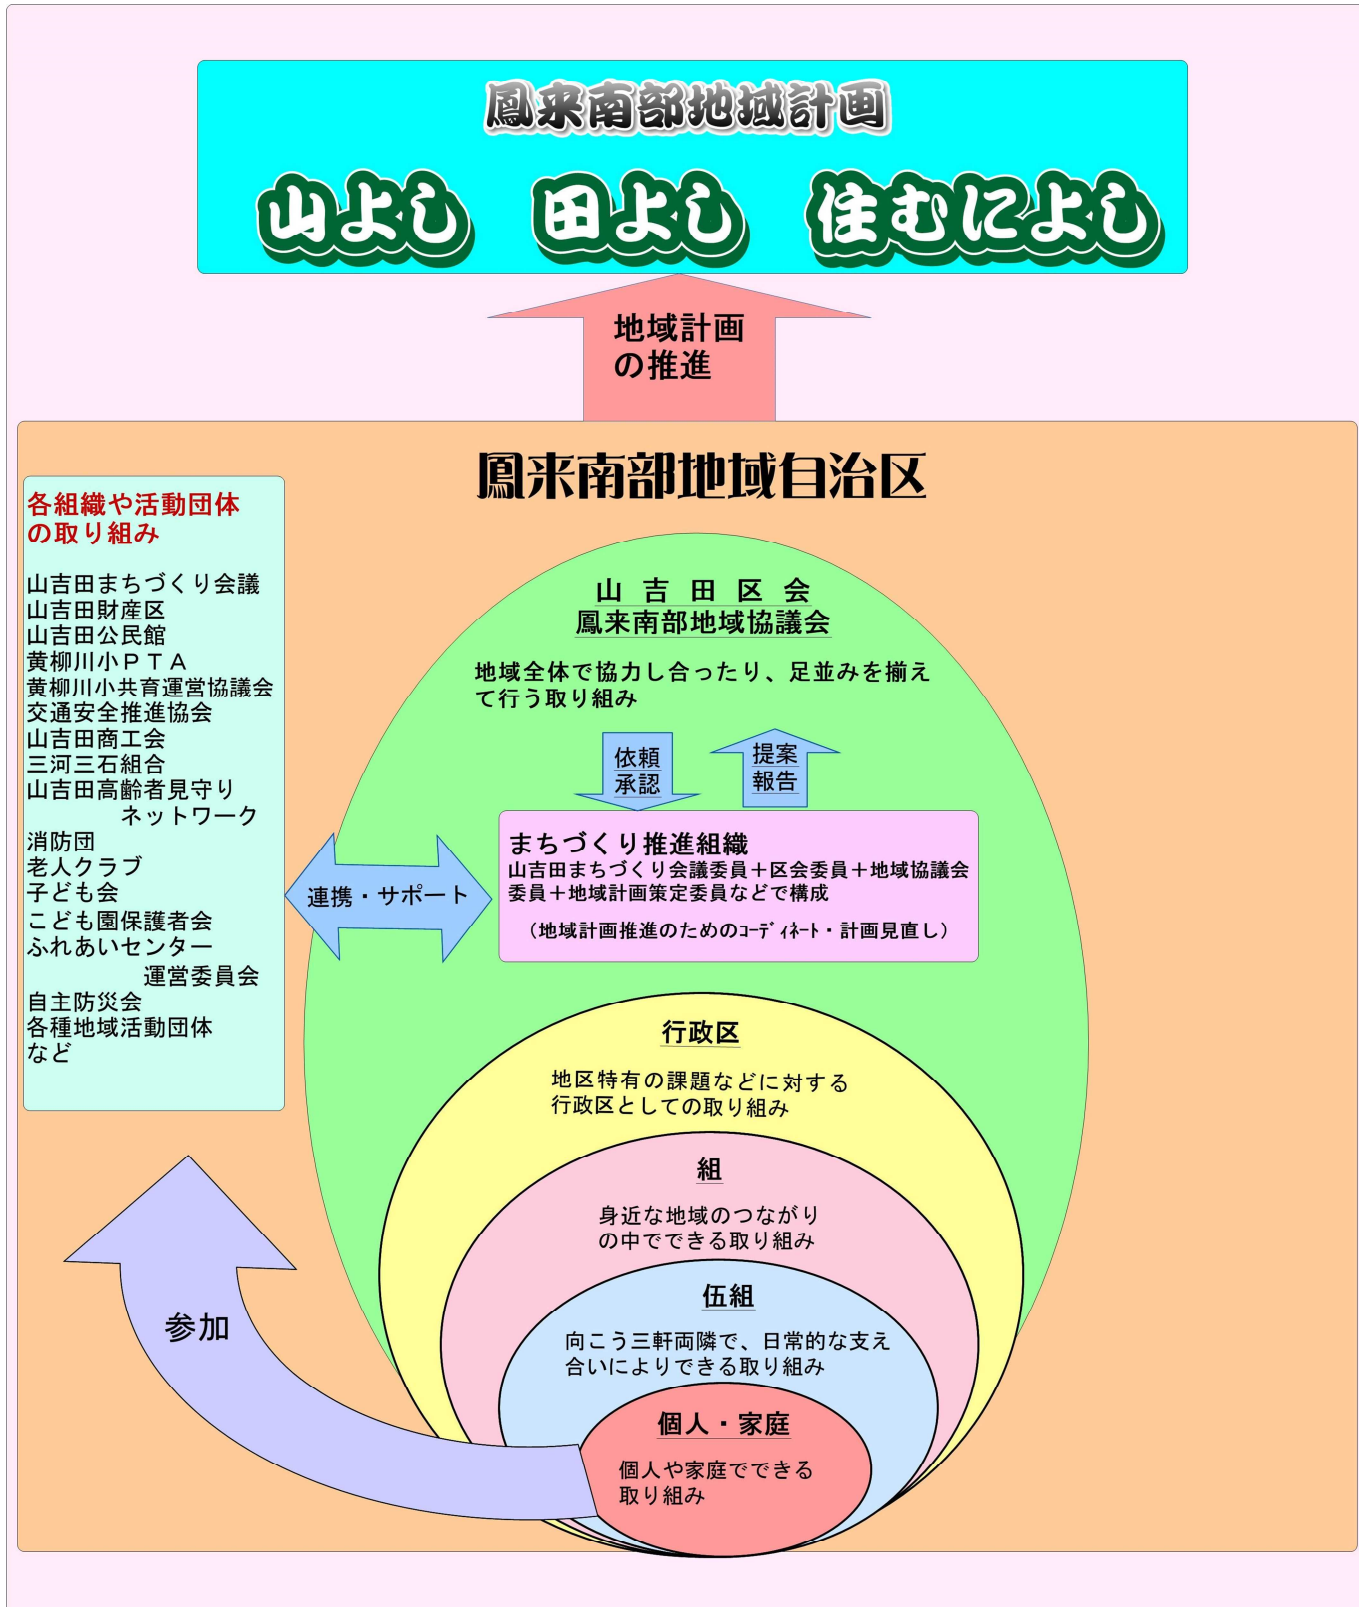 鳳来南部地域計画
山よし 田よし 住むによし
地域計画
の推進
鳳来南部地域自治区
各組織や活動団体
の取り組み
山吉田まちづくり会議
山吉田財産区
山吉田公民館
黄柳川小PTA
黄柳川小共育運営協議会
交通安全推進協会
山吉田商工会
三河三石組合
山吉田高齢者見守り
ネットワーク
消防団
老人クラブ
子ども会
こども園保護者会
ふれあいセンター
運営委員会
自主防災会
各種地域活動団体
など
山吉田区会
鳳来南部地域協議会
地域全体で協力し合ったり、足並みを揃え
て行う取り組み
依頼
承認
提案
報告
まちづくり推進組織
山吉田まちづくり会議委員+区会委員+地域協議会
委員+地域計画策定委員などで構成
(地域計画推進のためのコーディネート・計画見直し)
連携・サポート
行政区
地区特有の課題などに対する
行政区としての取り組み
組
身近な地域のつながり
の中でできる取り組み
伍組
向こう三軒両隣で、日常的な支え
合いによりできる取り組み
個人・家庭
個人や家庭でできる
取り組み
参加